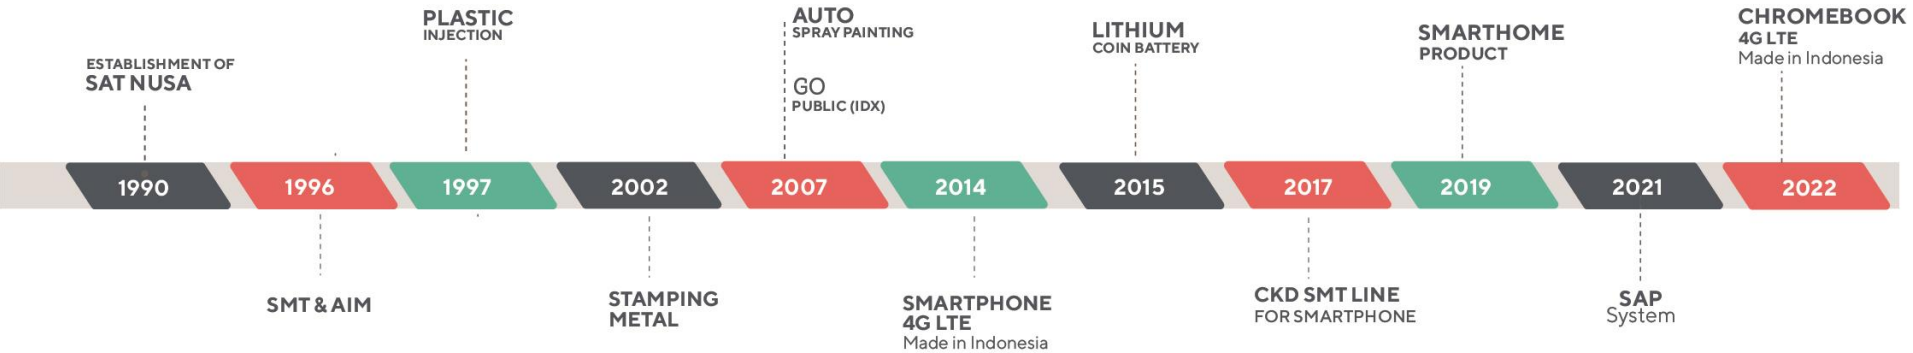 ESTABLISHMENT OF
SAT NUSA
PLASTIC
INJECTION
AUTO
SPRAY PAINTING
GO
PUBLIC (IDX)
LITHIUM
COIN BATTERY
SMARTHOME
PRODUCT
CHROMEBOOK
4G LTE
Made in Indonesia
1990
1996
1997
2002
2007
2014
2015
2017
2019
2021
2022
SMT & AIM
STAMPING
METAL
SMARTPHONE
4G LTE
Made in Indonesia
CKD SMT LINE
FOR SMARTPHONE
SAP
System